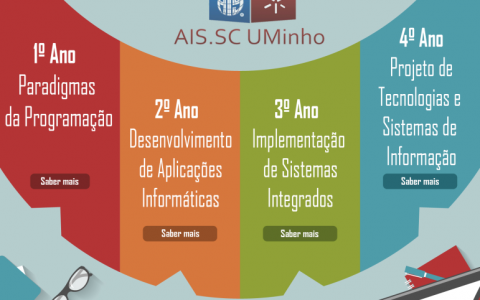 AIS.SC UMinho
1º Ano
Paradigmas
da Programação
Saber mais
2º Ano
Desenvolvimento
de Aplicações
Informáticas
Saber mais
3º Ano
Implementação
de Sistemas
Integrados
Saber mais
4º Ano
Projeto de
Tecnologias e
Sistemas de
Informação
Saber mais